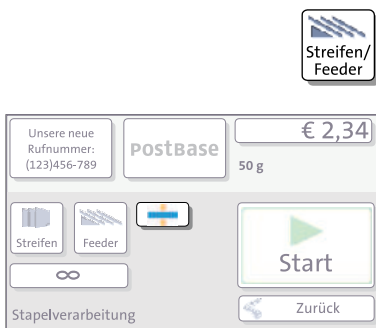 Streifen/
Feeder
Unsere neue
Rufnummer:
(123)456-789
POSTBASE
€ 2,34
50 g
Streifen
Feeder
∞
Start
Stapelverarbeitung
Zurück